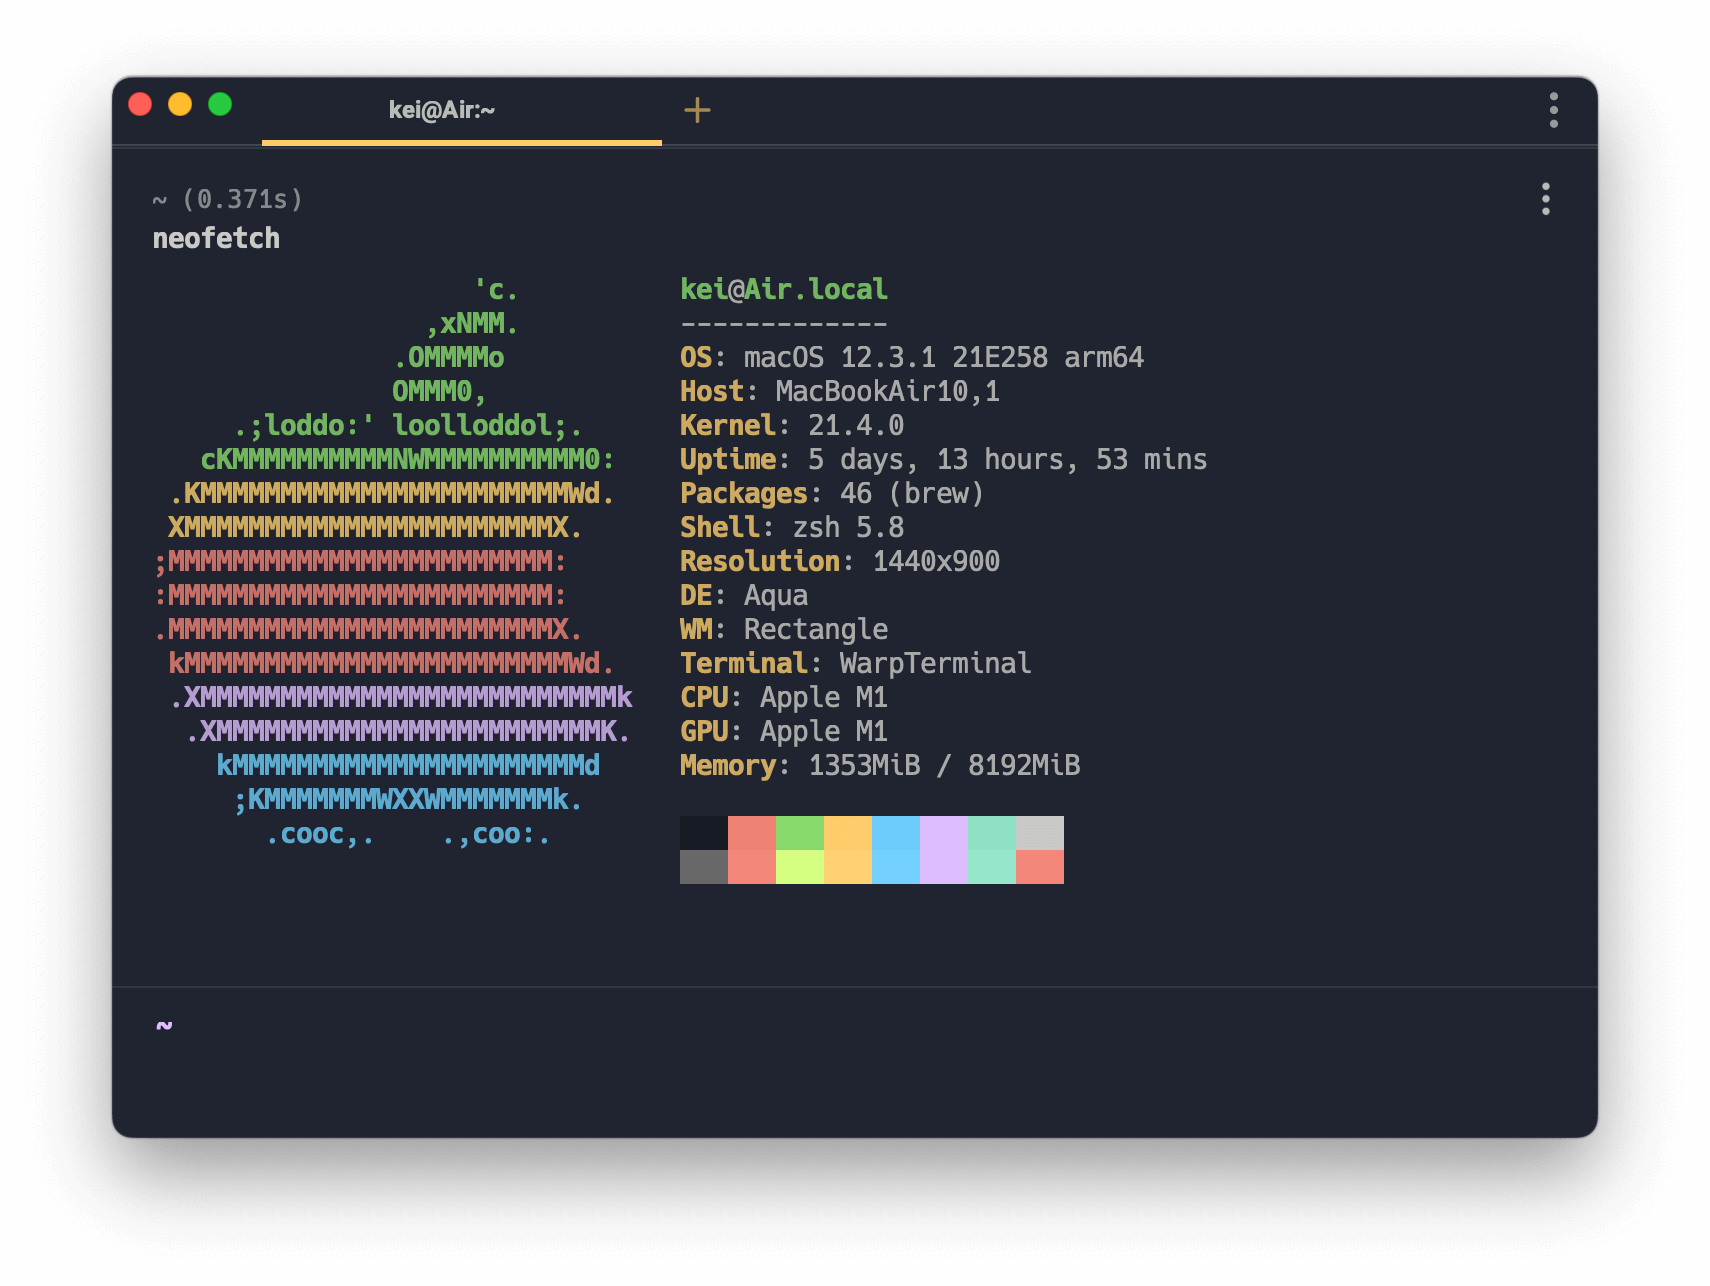 kei@Air:~
~ (0.371s)
neofetch
                    'c.          kei@Air.local
                 ,xNMM.          -------------
               .OMMMMo           OS: macOS 12.3.1 21E258 arm64
               OMMM0,            Host: MacBookAir10,1
     .;loddo:' loolloddol;.      Kernel: 21.4.0
   cKMMMMMMMMMMNWMMMMMMMMMM0:    Uptime: 5 days, 13 hours, 53 mins
 .KMMMMMMMMMMMMMMMMMMMMMMMWd.    Packages: 46 (brew)
 XMMMMMMMMMMMMMMMMMMMMMMMX.      Shell: zsh 5.8
;MMMMMMMMMMMMMMMMMMMMMMMM:       Resolution: 1440x900
:MMMMMMMMMMMMMMMMMMMMMMMM:       DE: Aqua
.MMMMMMMMMMMMMMMMMMMMMMMMX.      WM: Rectangle
 kMMMMMMMMMMMMMMMMMMMMMMMMWd.    Terminal: WarpTerminal
 .XMMMMMMMMMMMMMMMMMMMMMMMMMMk   CPU: Apple M1
  .XMMMMMMMMMMMMMMMMMMMMMMMMK.   GPU: Apple M1
    kMMMMMMMMMMMMMMMMMMMMMMd     Memory: 1353MiB / 8192MiB
     ;KMMMMMMMWXXWMMMMMMMk.
       .cooc,.    .,coo:.
~